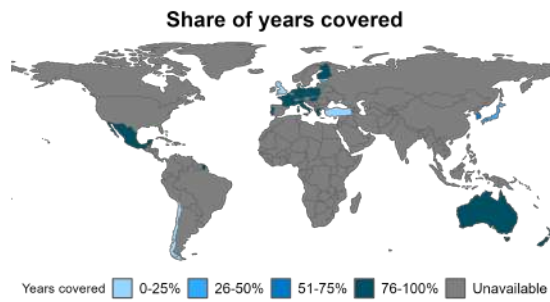 Share of years covered
Years covered 0-25% 26-50% 51-75% 76-100% Unavailable